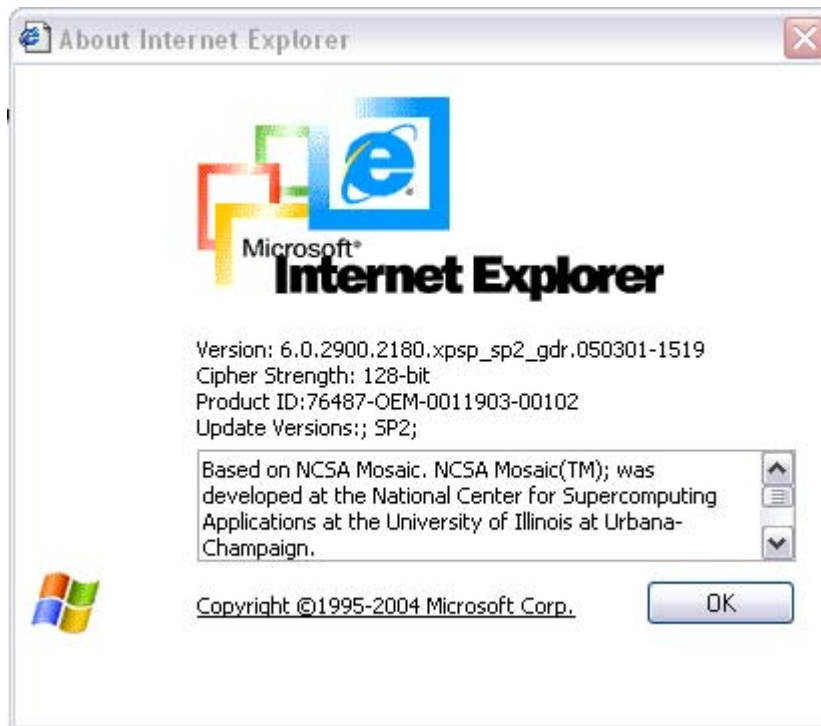 About Internet Explorer
Microsoft®
Internet Explorer
Version: 6.0.2900.2180.xpsp_sp2_gdr.050301-1519
Cipher Strength: 128-bit
Product ID:76487-OEM-0011903-00102
Update Versions:; SP2;
Based on NCSA Mosaic. NCSA Mosaic(TM); was
developed at the National Center for Supercomputing
Applications at the University of Illinois at Urbana-
Champaign.
Copyright ©1995-2004 Microsoft Corp.
OK